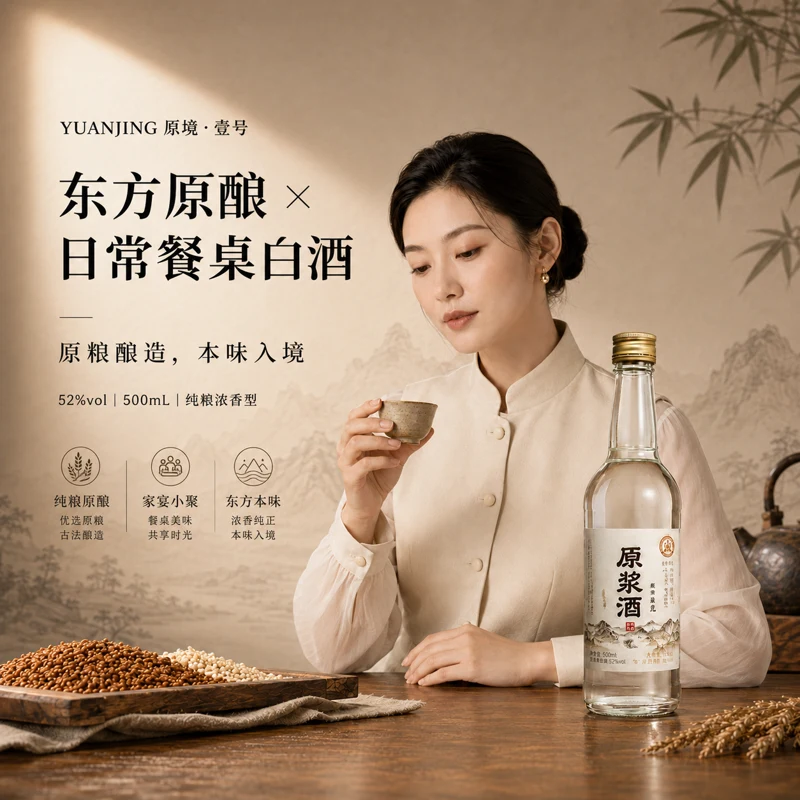 YUANJING 原境·壹号
东方原酿 ×
日常餐桌白酒
原粮酿造，本味入境
52%vol | 500mL | 纯粮浓香型
纯粮原酿
优选原粮
古法酿造
家宴小聚
餐桌美味
共享时光
东方本味
浓香纯正
本味入境
原浆酒
500ml
52%vol